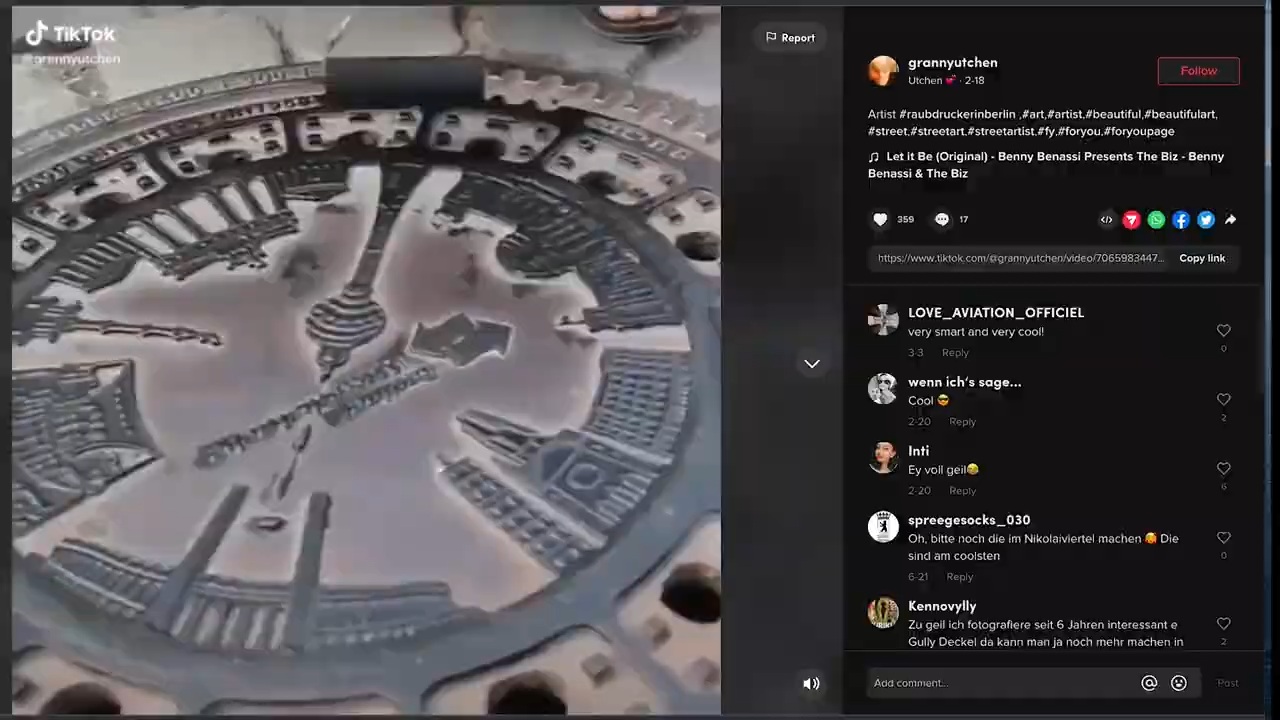 TikTok
@grannyutchen
Report
grannyutchen
Utchen 💕 · 2-18
Follow
Artist #raubdruckerinberlin ,#art,#artist,#beautiful,#beautifulart,
#street,#streetart,#streetartist,#fy,#foryou,#foryoupage
Let it Be (Original) - Benny Benassi Presents The Biz - Benny
Benassi & The Biz
359
17
https://www.tiktok.com/@grannyutchen/video/7065983447...
Copy link
LOVE_AVIATION_OFFICIEL
very smart and very cool!
3-3 Reply
0
wenn ich's sage...
Cool 😎
2-20 Reply
2
Inti
Ey voll geil😂
2-20 Reply
6
spreegesocks_030
Oh, bitte noch die im Nikolaiviertel machen 🥰 Die
sind am coolsten
6-21 Reply
0
Kennovylly
Zu geil ich fotografiere seit 6 Jahren interessant e
Gully Deckel da kann man ja noch mehr machen in
2
Add comment...
Post